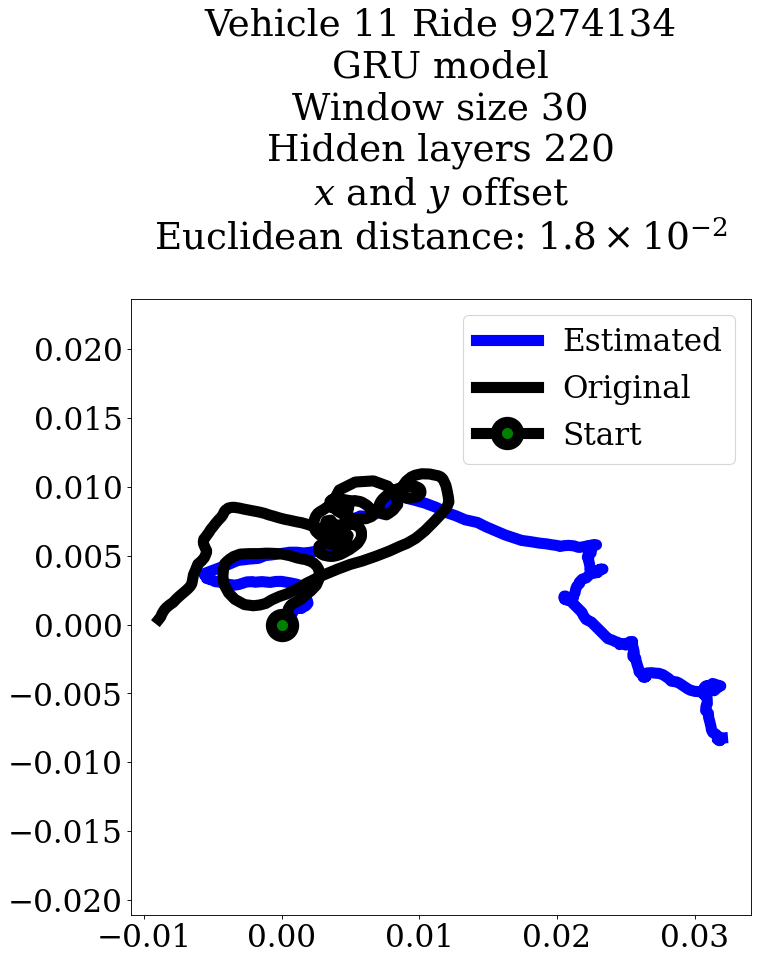 Vehicle 11 Ride 9274134
GRU model
Window size 30
Hidden layers 220
x and y offset
Euclidean distance: 1.8 × 10⁻²
Estimated
Original
Start
0.020
0.015
0.010
0.005
0.000
−0.005
−0.010
−0.015
−0.020
−0.01 0.00 0.01 0.02 0.03